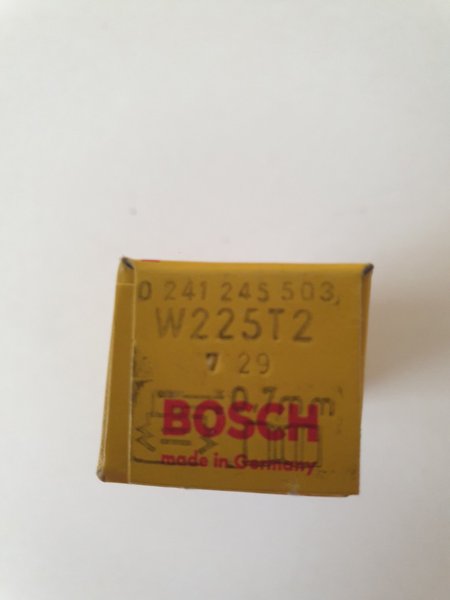 0 241 245 503
W225T2
7 29
0,7mm
BOSCH
made in Germany